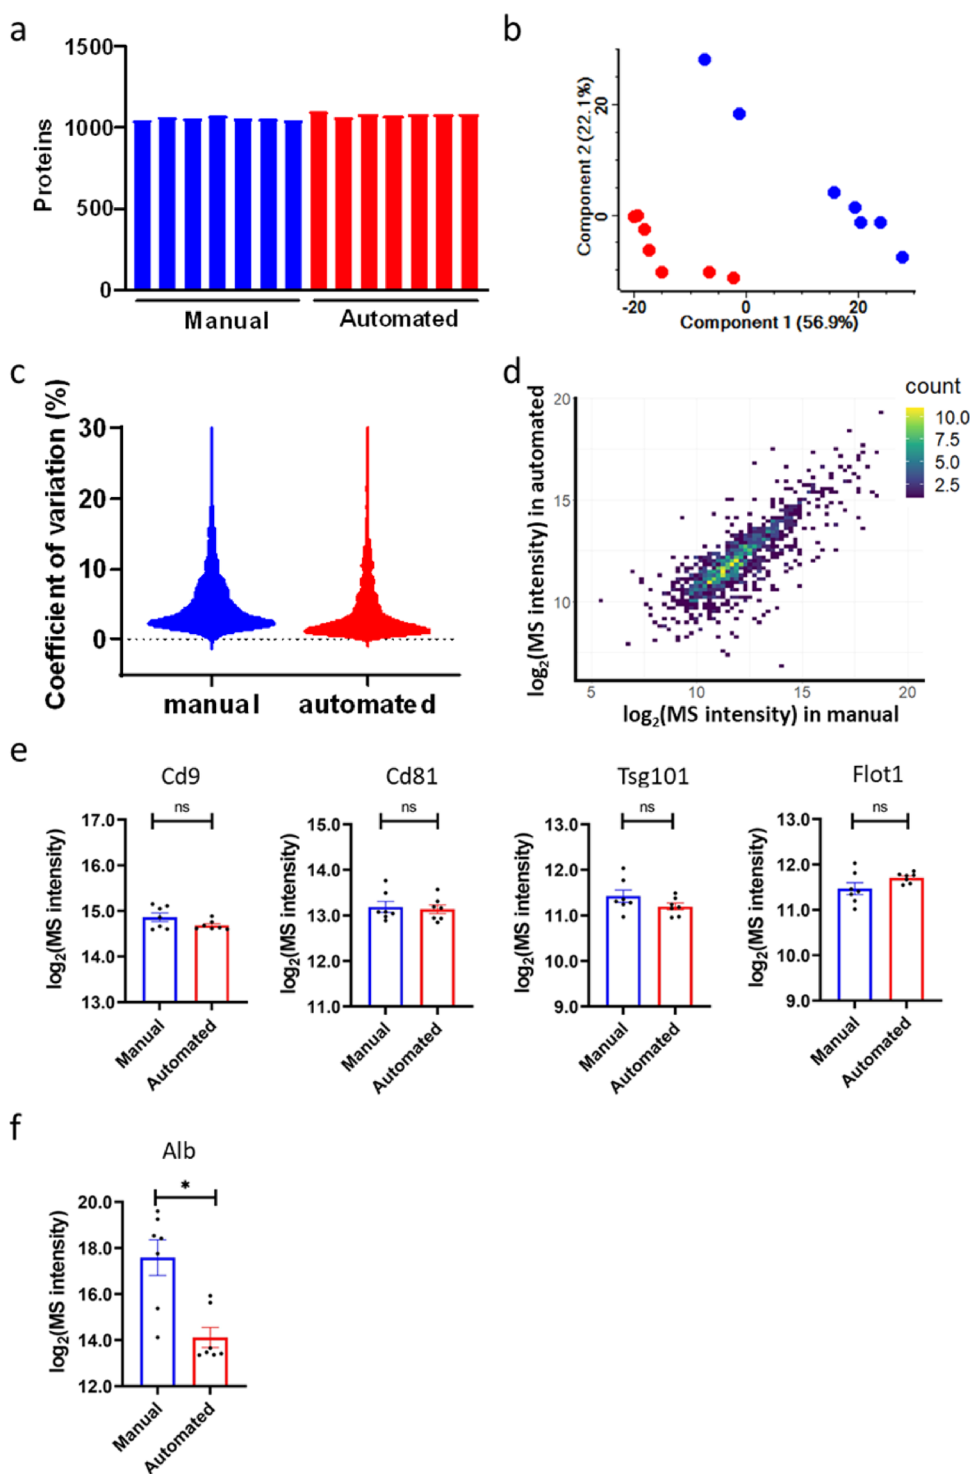 a
1500
1000
500
0
Proteins
Manual
Automated
b
20
0
Component 2 (22.1%)
-20
0
20
Component 1 (56.9%)
c
30
20
10
0
Coefficient of variation (%)
manual
automated
d
20
15
10
log2(MS intensity) in automated
5
10
15
20
log2(MS intensity) in manual
count
10.0
7.5
5.0
2.5
e
Cd9
ns
17.0
16.0
15.0
14.0
13.0
log2(MS intensity)
Manual
Automated
Cd81
ns
15.0
14.0
13.0
12.0
11.0
log2(MS intensity)
Manual
Automated
Tsg101
ns
13.0
12.0
11.0
10.0
9.0
log2(MS intensity)
Manual
Automated
Flot1
ns
13.0
12.0
11.0
10.0
9.0
log2(MS intensity)
Manual
Automated
f
Alb
*
20.0
18.0
16.0
14.0
12.0
log2(MS intensity)
Manual
Automated